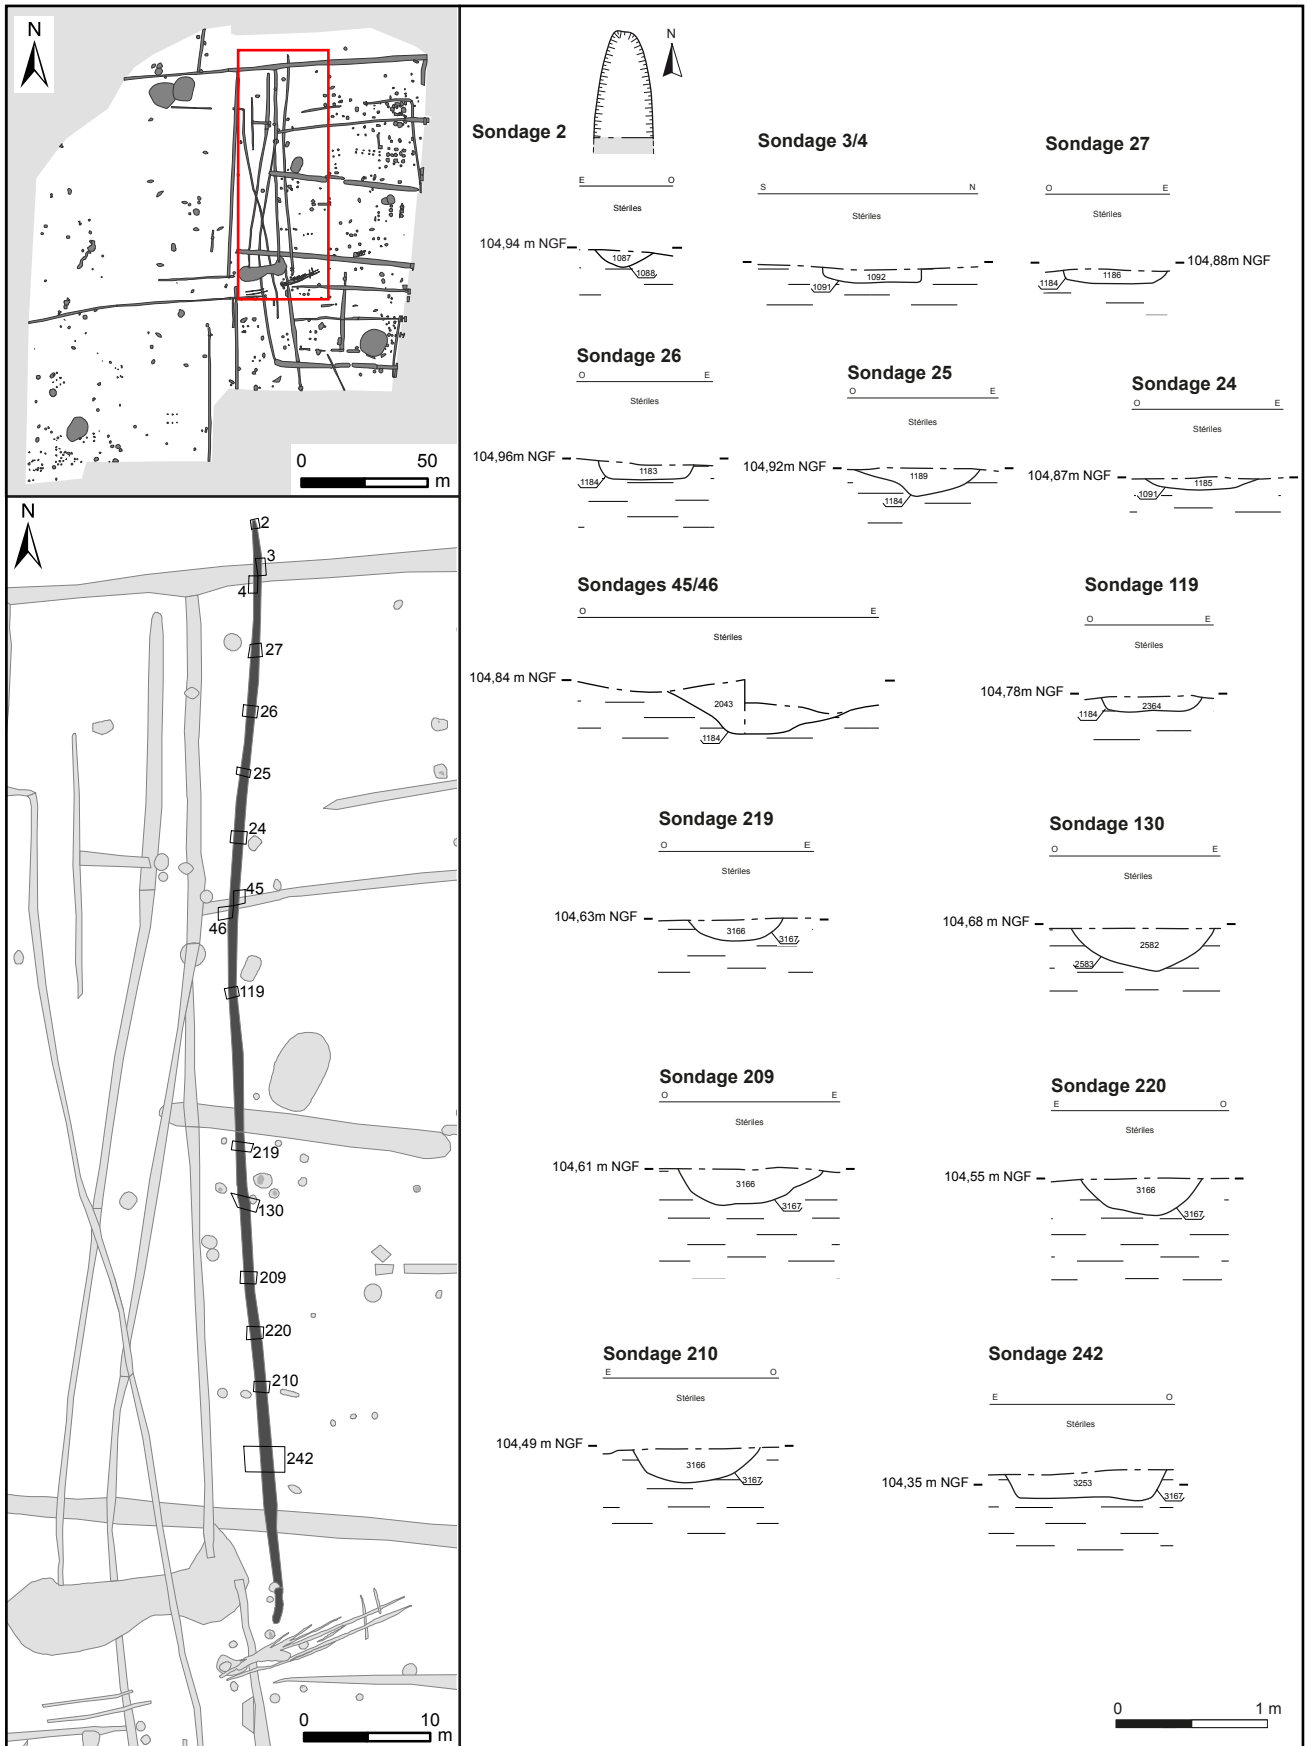 N
0 50
m
N
2
3
4
27
26
25
24
45
46
119
219
130
209
220
210
242
0 10
m
N
Sondage 2
E O
Stériles
104,94 m NGF
1087
1088
Sondage 3/4
S N
Stériles
1092
1091
Sondage 27
O E
Stériles
104,88m NGF
1186
1184
Sondage 26
O E
Stériles
104,96m NGF
1183
1184
Sondage 25
O E
Stériles
104,92m NGF
1189
1184
Sondage 24
O E
Stériles
104,87m NGF
1185
1091
Sondages 45/46
O E
Stériles
104,84 m NGF
2043
1184
Sondage 119
O E
Stériles
104,78m NGF
2364
1184
Sondage 219
O E
Stériles
104,63m NGF
3166
3167
Sondage 130
O E
Stériles
104,68 m NGF
2582
2583
Sondage 209
O E
Stériles
104,61 m NGF
3166
3167
Sondage 220
E O
Stériles
104,55 m NGF
3166
3167
Sondage 210
E O
Stériles
104,49 m NGF
3166
3167
Sondage 242
E O
Stériles
104,35 m NGF
3253
3167
0 1 m